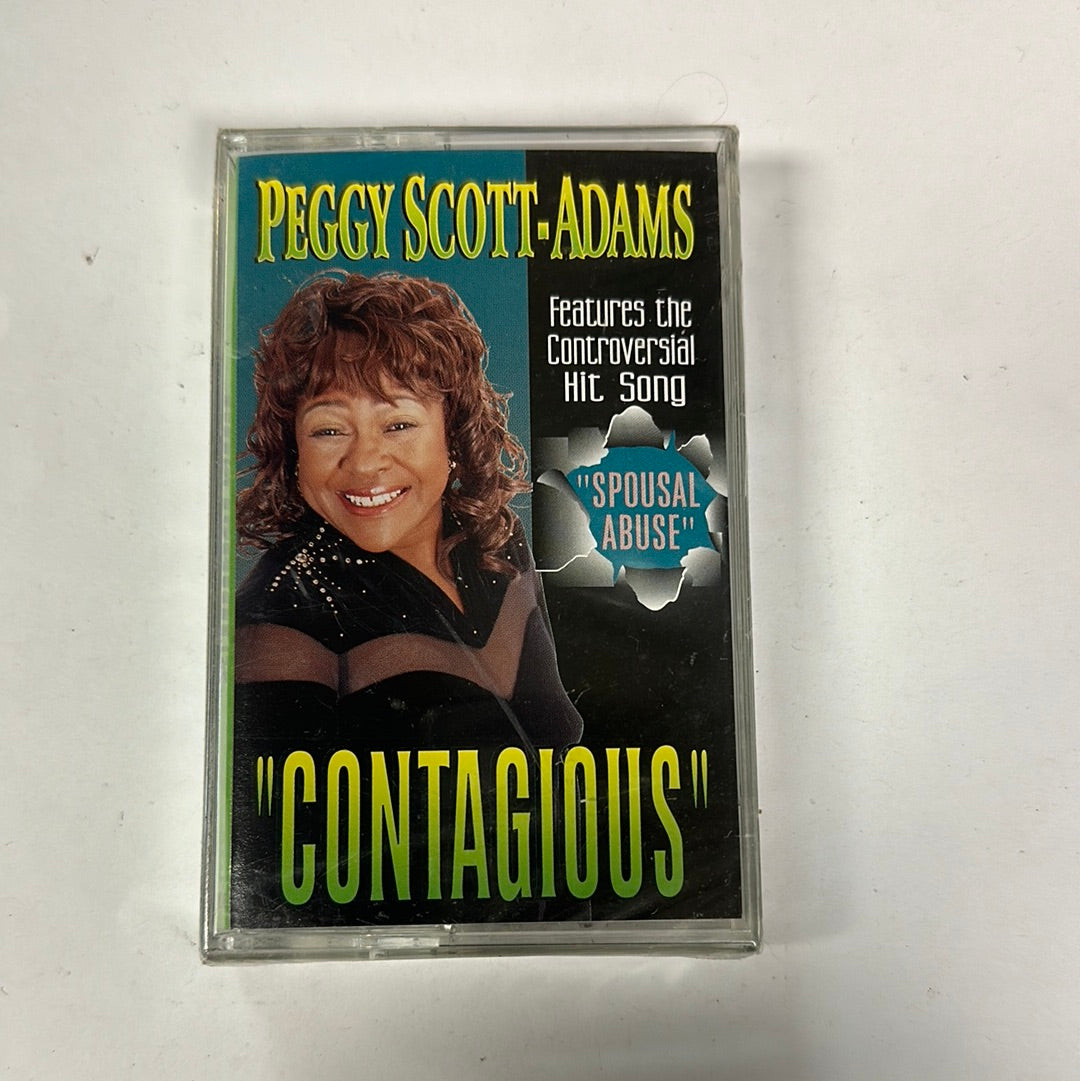 PEGGY SCOTT-ADAMS
Features the
Controversial
Hit Song
"SPOUSAL
ABUSE"
"CONTAGIOUS"